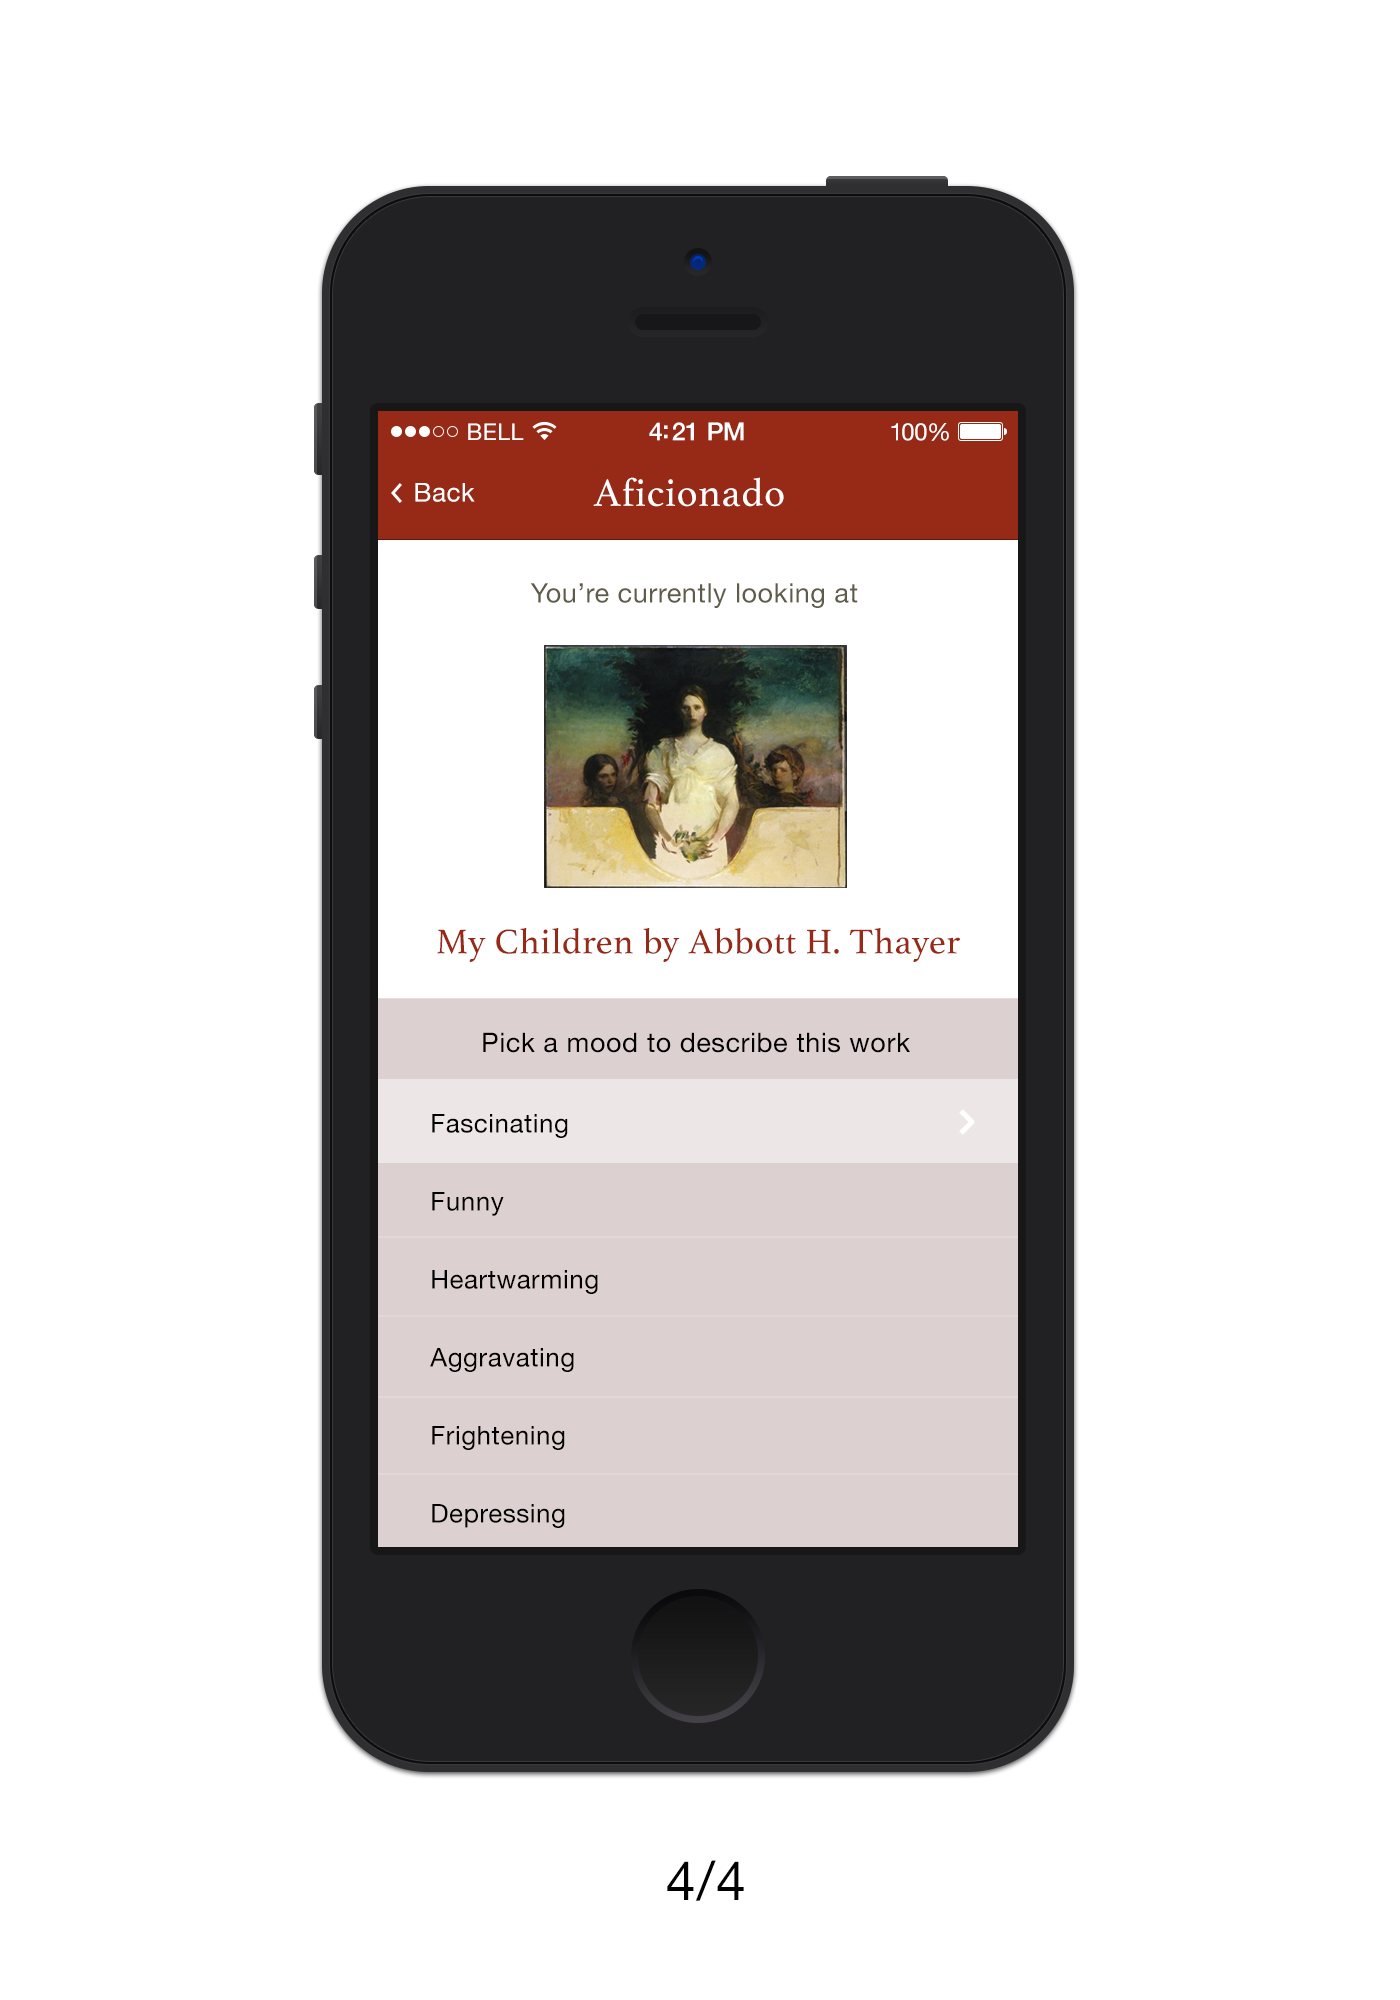 BELL 4:21 PM 100%
Back Aficionado
You’re currently looking at
My Children by Abbott H. Thayer
Pick a mood to describe this work
Fascinating
Funny
Heartwarming
Aggravating
Frightening
Depressing
4/4